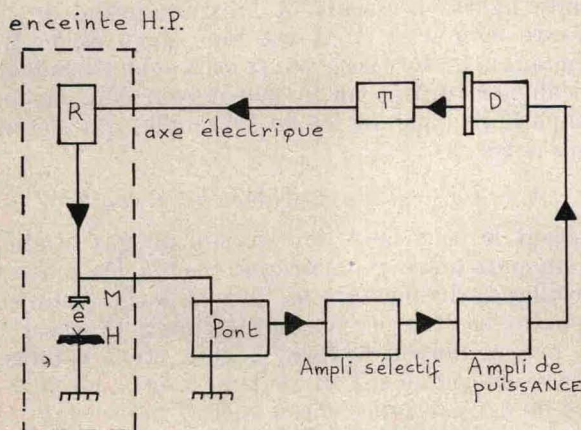 enceinte H.P.
R
T
D
axe électrique
M
e
H
Pont
Ampli sélectif
Ampli de
PUISSANCE